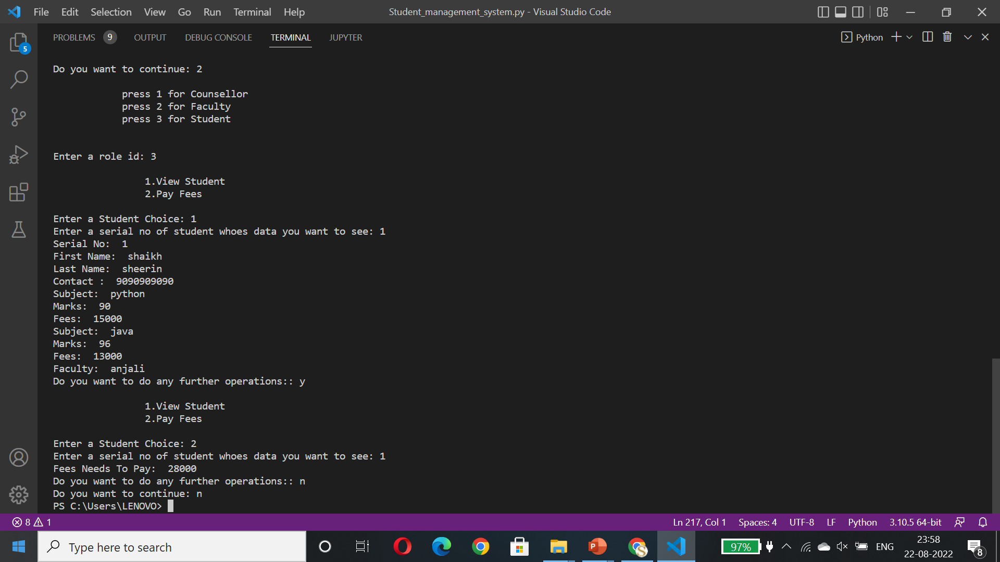 File Edit Selection View Go Run Terminal Help
Student_management_system.py - Visual Studio Code
PROBLEMS 9 OUTPUT DEBUG CONSOLE TERMINAL JUPYTER
Python
5
Do you want to continue: 2
press 1 for Counsellor
press 2 for Faculty
press 3 for Student
Enter a role id: 3
1.View Student
2.Pay Fees
Enter a Student Choice: 1
Enter a serial no of student whoes data you want to see: 1
Serial No:  1
First Name:  shaikh
Last Name:  sheerin
Contact :  9090909090
Subject:  python
Marks:  90
Fees:  15000
Subject:  java
Marks:  96
Fees:  13000
Faculty:  anjali
Do you want to do any further operations:: y
1.View Student
2.Pay Fees
Enter a Student Choice: 2
Enter a serial no of student whoes data you want to see: 1
Fees Needs To Pay:  28000
Do you want to do any further operations:: n
Do you want to continue: n
PS C:\Users\LENOVO>
8 1
Ln 217, Col 1 Spaces: 4 UTF-8 LF Python 3.10.5 64-bit
Type here to search
P
S
97%
ENG
23:58
22-08-2022
8